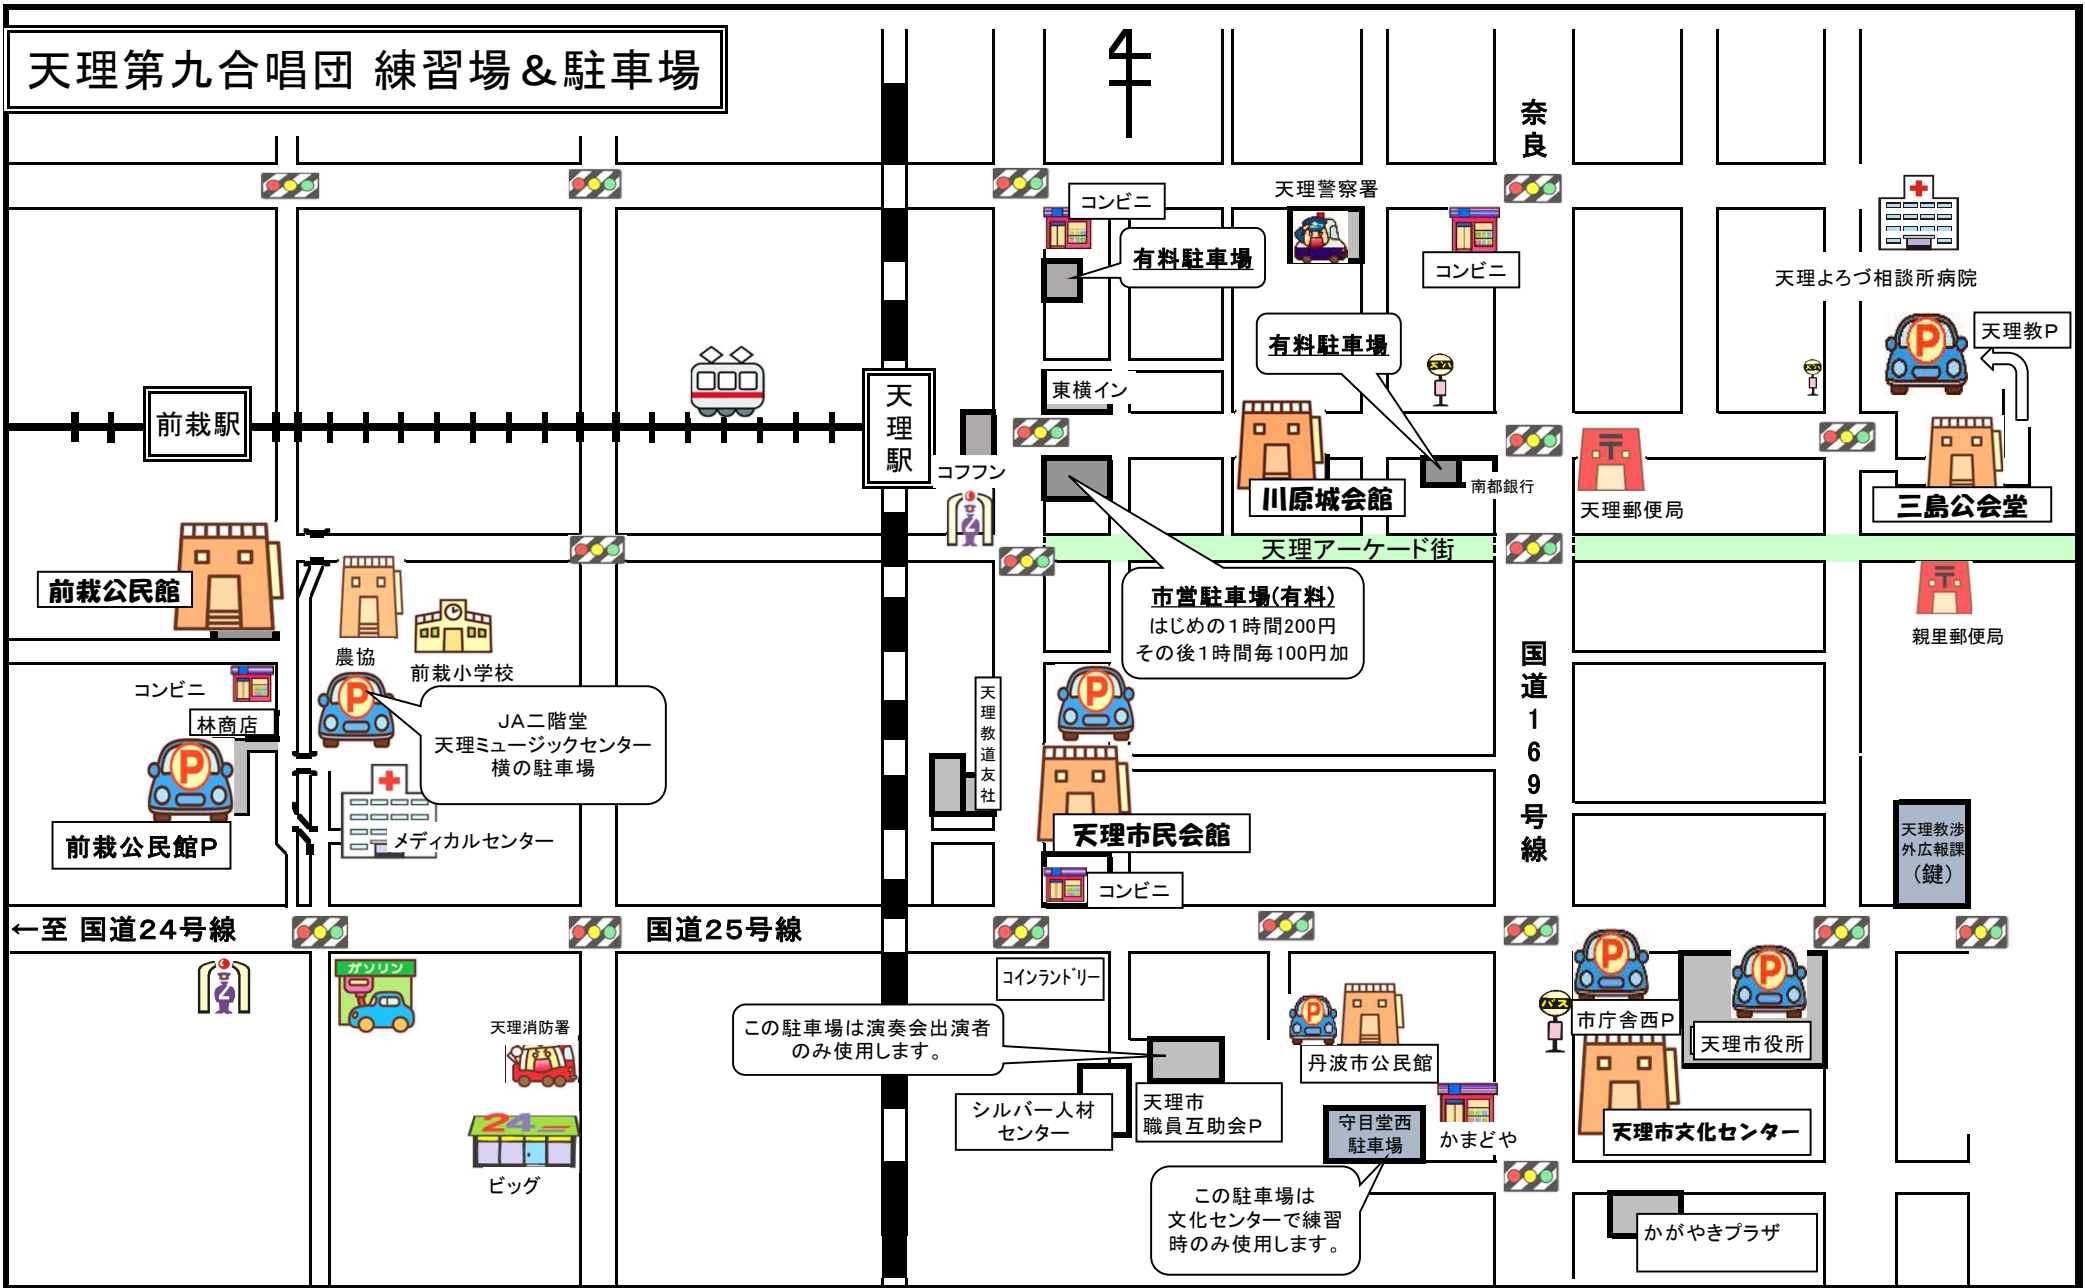 天理第九合唱団 練習場＆駐車場
奈良
コンビニ
天理警察署
有料駐車場
コンビニ
天理よろづ相談所病院
天理教P
有料駐車場
バス
東横イン
前栽駅
天理駅
コフフン
川原城会館
南都銀行
天理郵便局
三島公会堂
天理アーケード街
前栽公民館
市営駐車場(有料)
はじめの１時間200円
その後１時間毎100円加
農協
前栽小学校
親里郵便局
国道169号線
コンビニ
林商店
P
JA二階堂
天理ミュージックセンター
横の駐車場
天理教道友社
P
P
天理市民会館
天理教渉
外広報課
（鍵）
前栽公民館P
メディカルセンター
コンビニ
←至 国道24号線
国道25号線
ガソリン
コインランドリー
天理消防署
この駐車場は演奏会出演者
のみ使用します。
P
丹波市公民館
P
P
バス
市庁舎西P
天理市役所
シルバー人材
センター
天理市
職員互助会P
守目堂西
駐車場
かまどや
天理市文化センター
24
ビッグ
この駐車場は
文化センターで練習
時のみ使用します。
かがやきプラザ